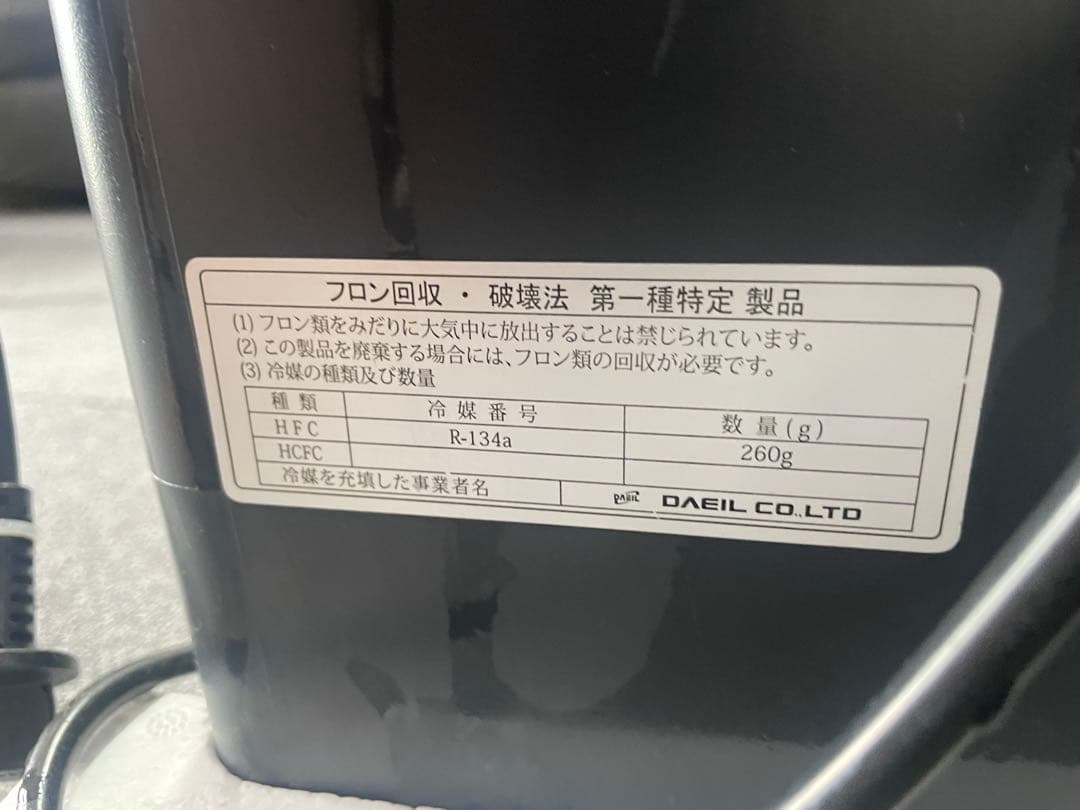 フロン回収・破壊法 第一種特定 製品
(1) フロン類をみだりに大気中に放出することは禁じられています。
(2) この製品を廃棄する場合には、フロン類の回収が必要です。
(3) 冷媒の種類及び数量
種類 冷媒番号 数量(g)
HFC R-134a 260g
HCFC
冷媒を充填した事業者名 DAEIL DAEIL CO.,LTD